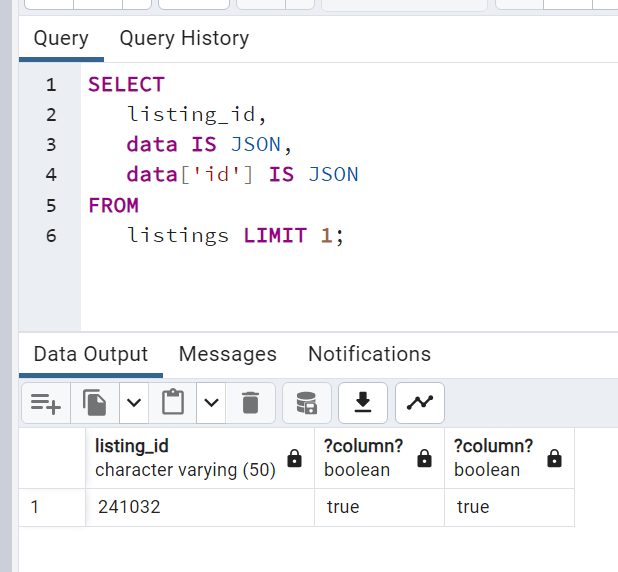 Query Query History
1 SELECT
2 listing_id,
3 data IS JSON,
4 data['id'] IS JSON
5 FROM
6 listings LIMIT 1;
Data Output Messages Notifications
listing_id ?column? ?column?
character varying (50) boolean boolean
1 241032 true true